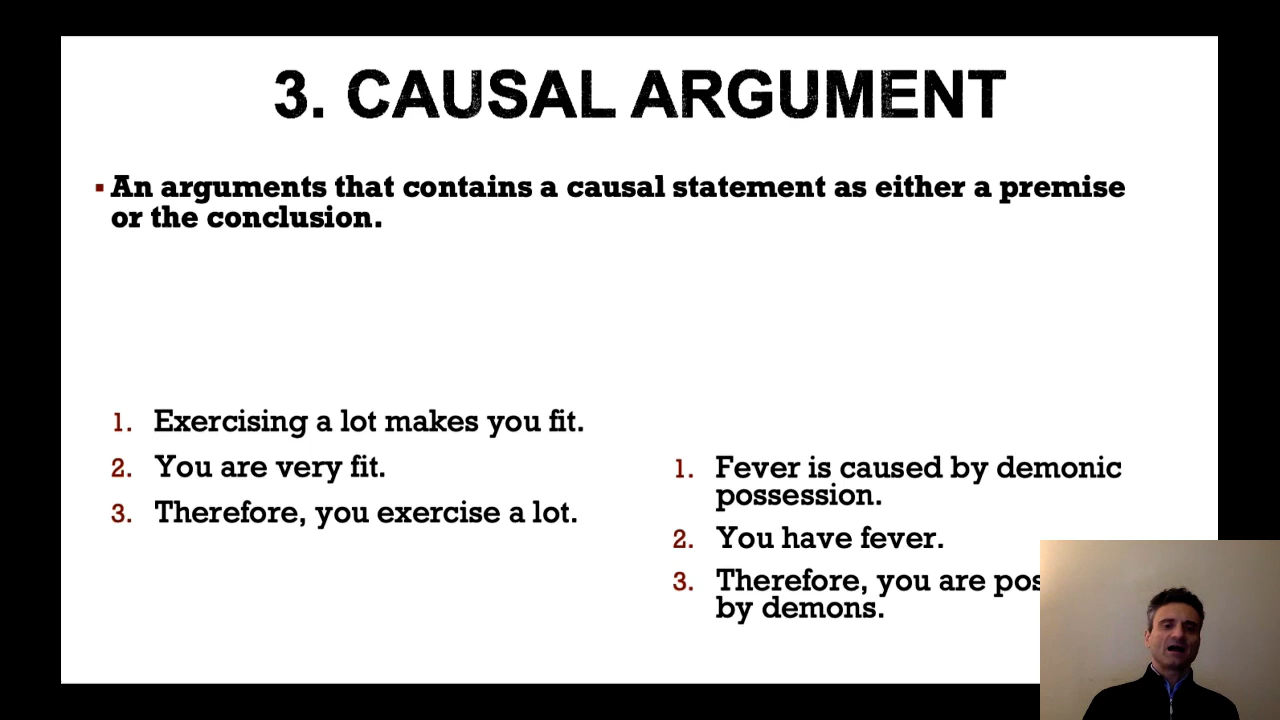 3. CAUSAL ARGUMENT
▪ An arguments that contains a causal statement as either a premise
or the conclusion.
1. Exercising a lot makes you fit.
2. You are very fit.
3. Therefore, you exercise a lot.
1. Fever is caused by demonic
possession.
2. You have fever.
3. Therefore, you are
by demons.